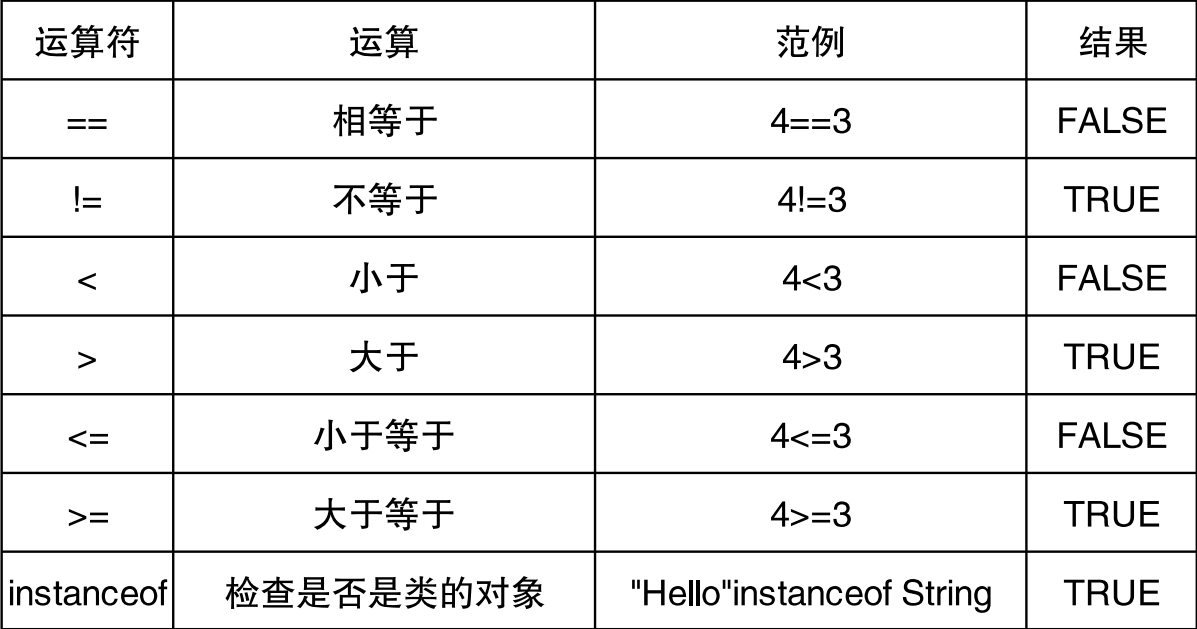 运算符 运算 范例 结果
== 相等于 4==3 FALSE
!= 不等于 4!=3 TRUE
< 小于 4<3 FALSE
> 大于 4>3 TRUE
<= 小于等于 4<=3 FALSE
>= 大于等于 4>=3 TRUE
instanceof 检查是否是类的对象 "Hello"instanceof String TRUE